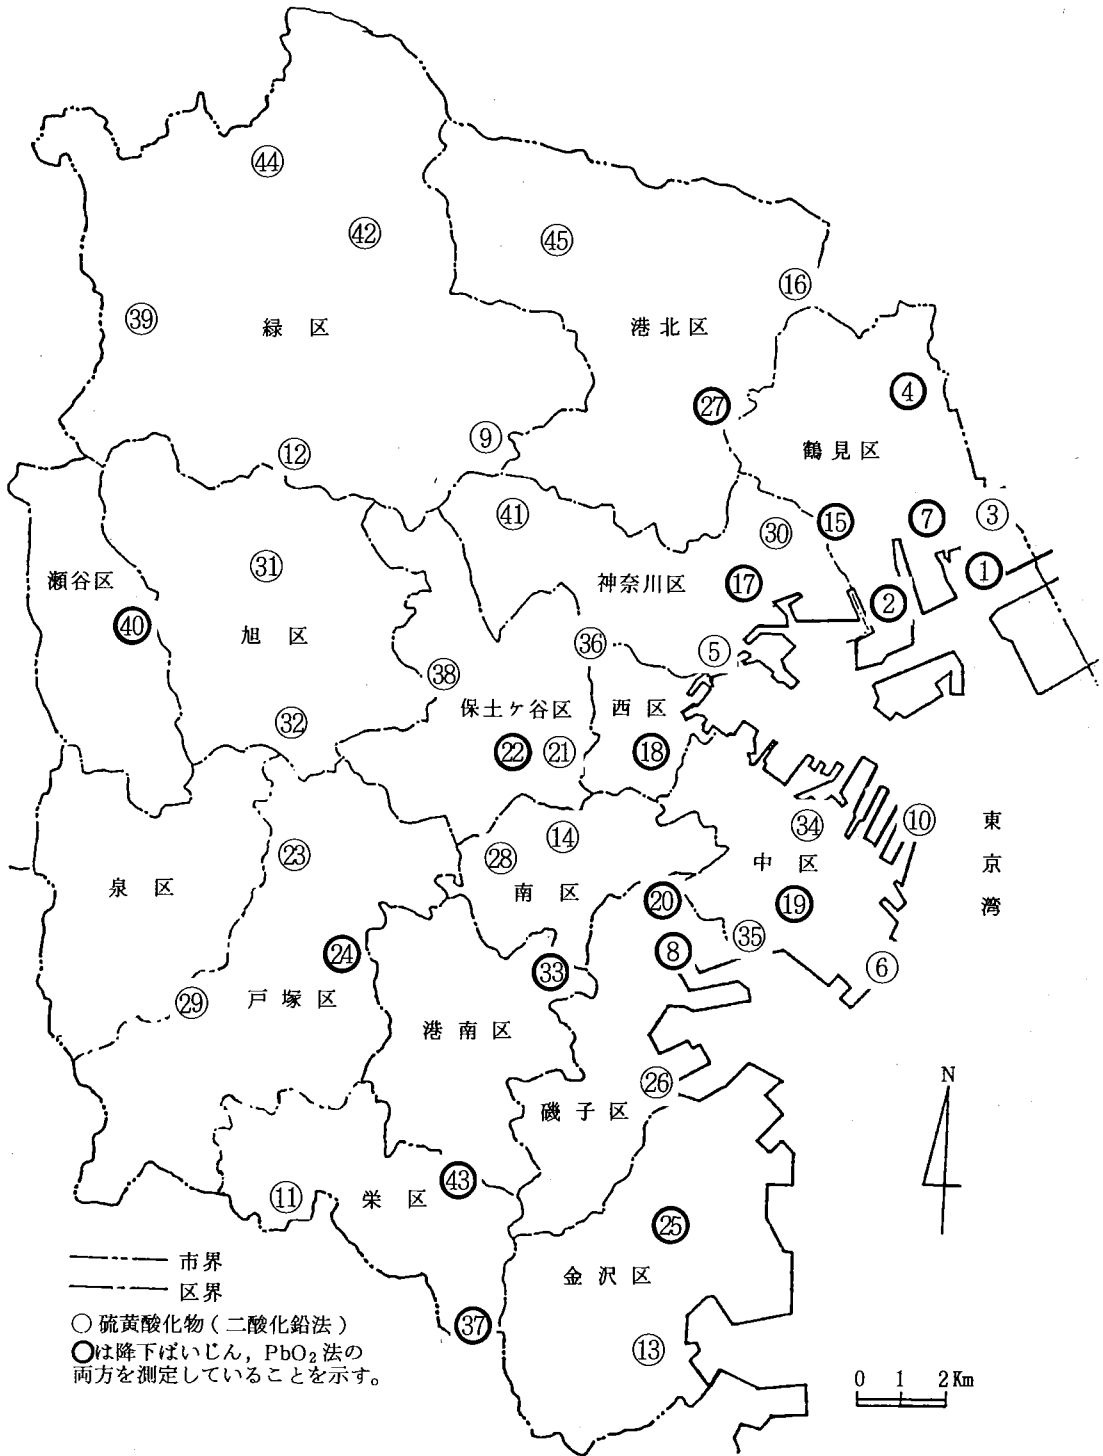 ㊹
㊷
㊺
⑯
㊴
緑 区
港北区
④
㉗
⑨
鶴見区
⑫
㊶
③
⑮
⑦
㉚
㉛
①
瀬谷区
神奈川区
⑰
②
㊵
旭 区
㊱
⑤
㊳
保土ヶ谷区
西 区
㉜
㉒
㉑
⑱
㉞
⑩
東京湾
⑭
㉓
㉘
中 区
泉 区
南 区
⑳
⑲
㉟
㉔
⑧
㉝
⑥
㉙
戸 塚 区
港 南 区
N
㉖
磯 子 区
㊸
⑪
栄 区
㉕
市界
金 沢 区
区界
○硫黄酸化物(二酸化鉛法)
㊲
○は降下ばいじん,PbO₂法の
⑬
両方を測定していることを示す。
0 1 2 Km